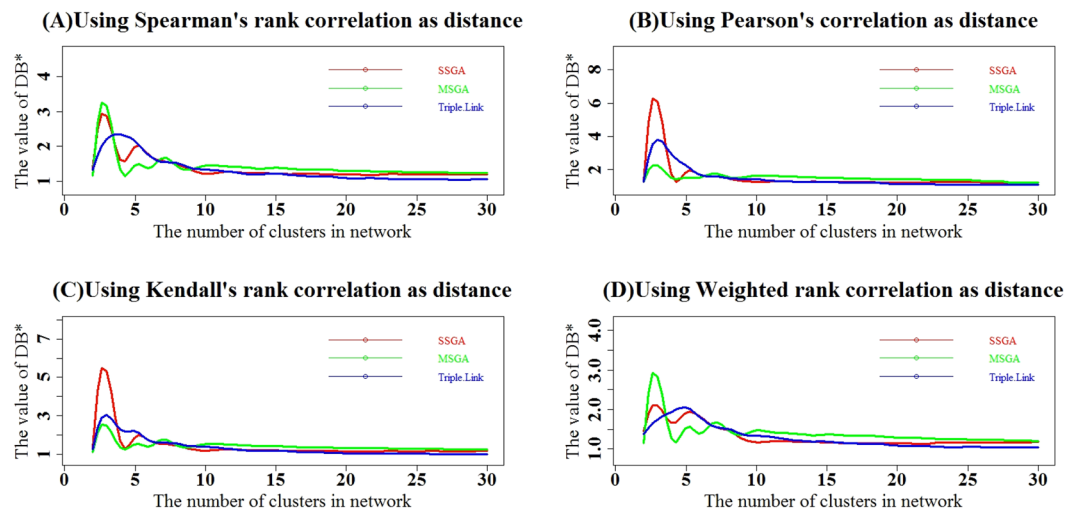 (A)Using Spearman's rank correlation as distance
The value of DB*
4
3
2
1
SSGA
MSGA
Triple.Link
0 5 10 15 20 25 30
The number of clusters in network
(B)Using Pearson's correlation as distance
The value of DB*
8
6
4
2
SSGA
MSGA
Triple.Link
0 5 10 15 20 25 30
The number of clusters in network
(C)Using Kendall's rank correlation as distance
The value of DB*
7
5
3
1
SSGA
MSGA
Triple.Link
0 5 10 15 20 25 30
The number of clusters in network
(D)Using Weighted rank correlation as distance
The value of DB*
4.0
3.0
2.0
1.0
SSGA
MSGA
Triple.Link
0 5 10 15 20 25 30
The number of clusters in network